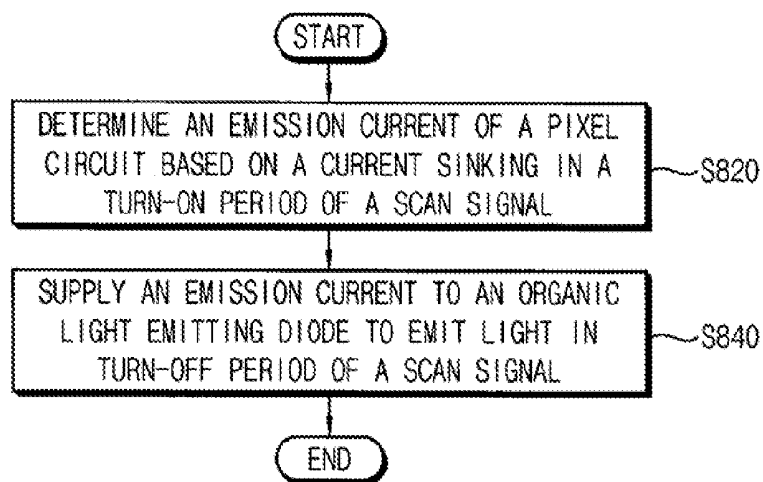 START
DETERMINE AN EMISSION CURRENT OF A PIXEL
CIRCUIT BASED ON A CURRENT SINKING IN A
TURN-ON PERIOD OF A SCAN SIGNAL
S820
SUPPLY AN EMISSION CURRENT TO AN ORGANIC
LIGHT EMITTING DIODE TO EMIT LIGHT IN
TURN-OFF PERIOD OF A SCAN SIGNAL
S840
END